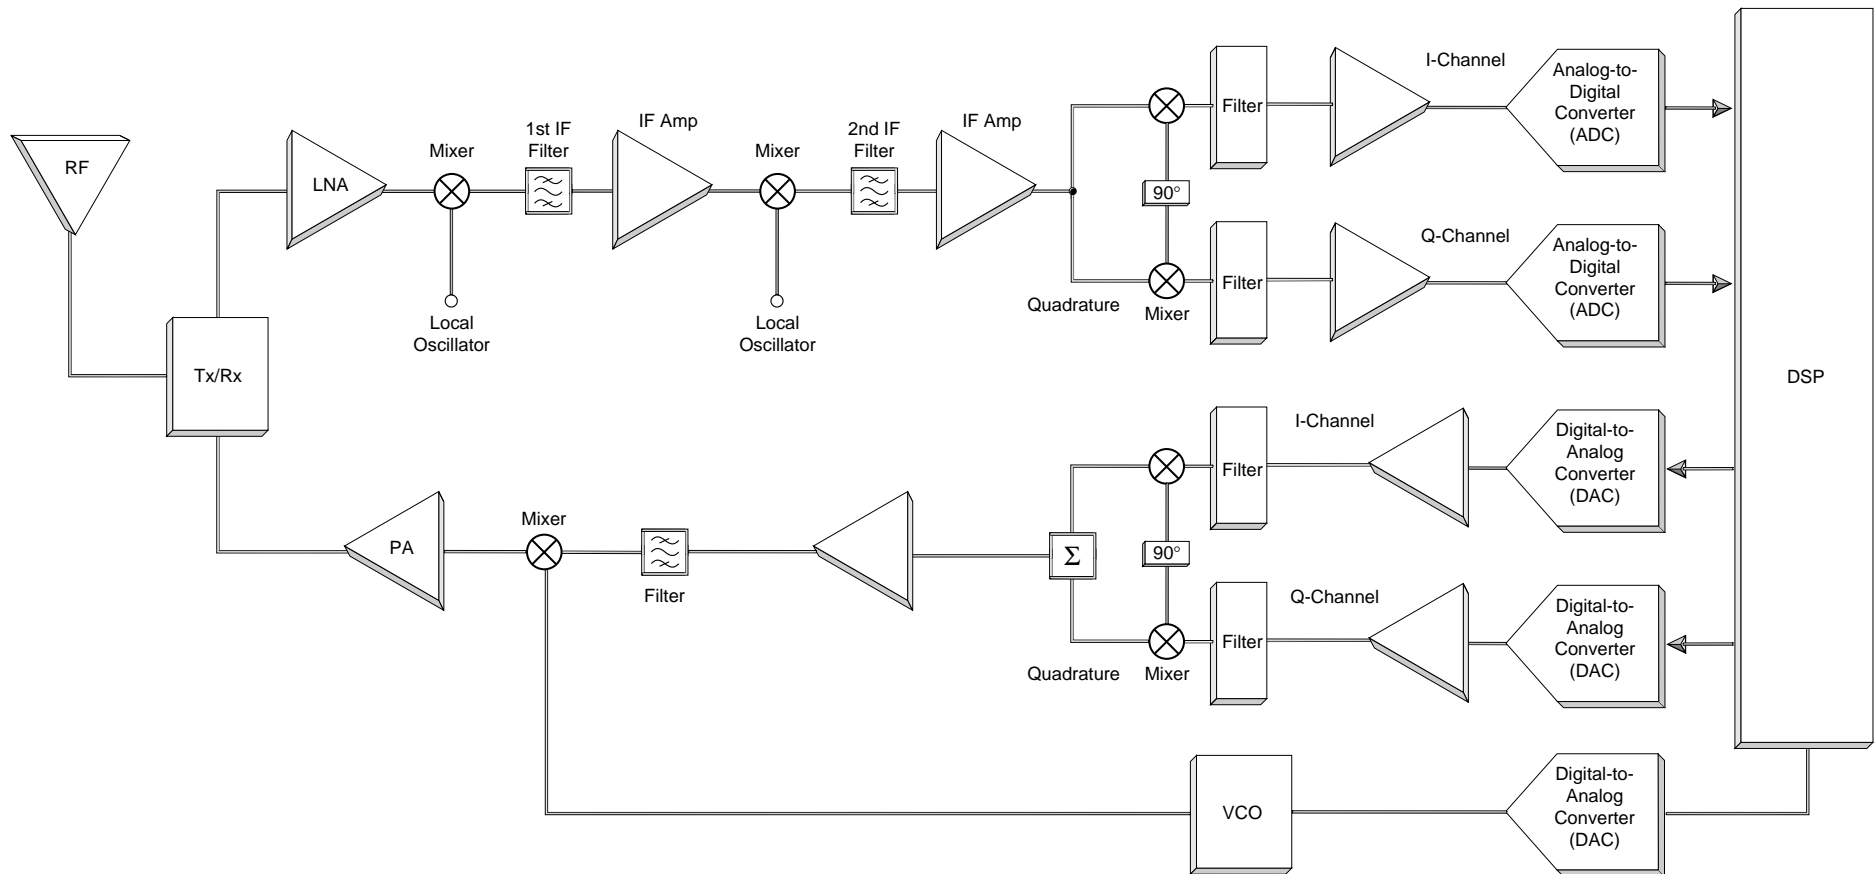 RF
Tx/Rx
LNA
Mixer
Local
Oscillator
1st IF
Filter
IF Amp
Mixer
Local
Oscillator
2nd IF
Filter
IF Amp
90°
Quadrature
Mixer
Filter
I-Channel
Analog-to-
Digital
Converter
(ADC)
Filter
Q-Channel
Analog-to-
Digital
Converter
(ADC)
DSP
PA
Mixer
Filter
Σ
90°
Quadrature
Mixer
Filter
I-Channel
Digital-to-
Analog
Converter
(DAC)
Filter
Q-Channel
Digital-to-
Analog
Converter
(DAC)
VCO
Digital-to-
Analog
Converter
(DAC)